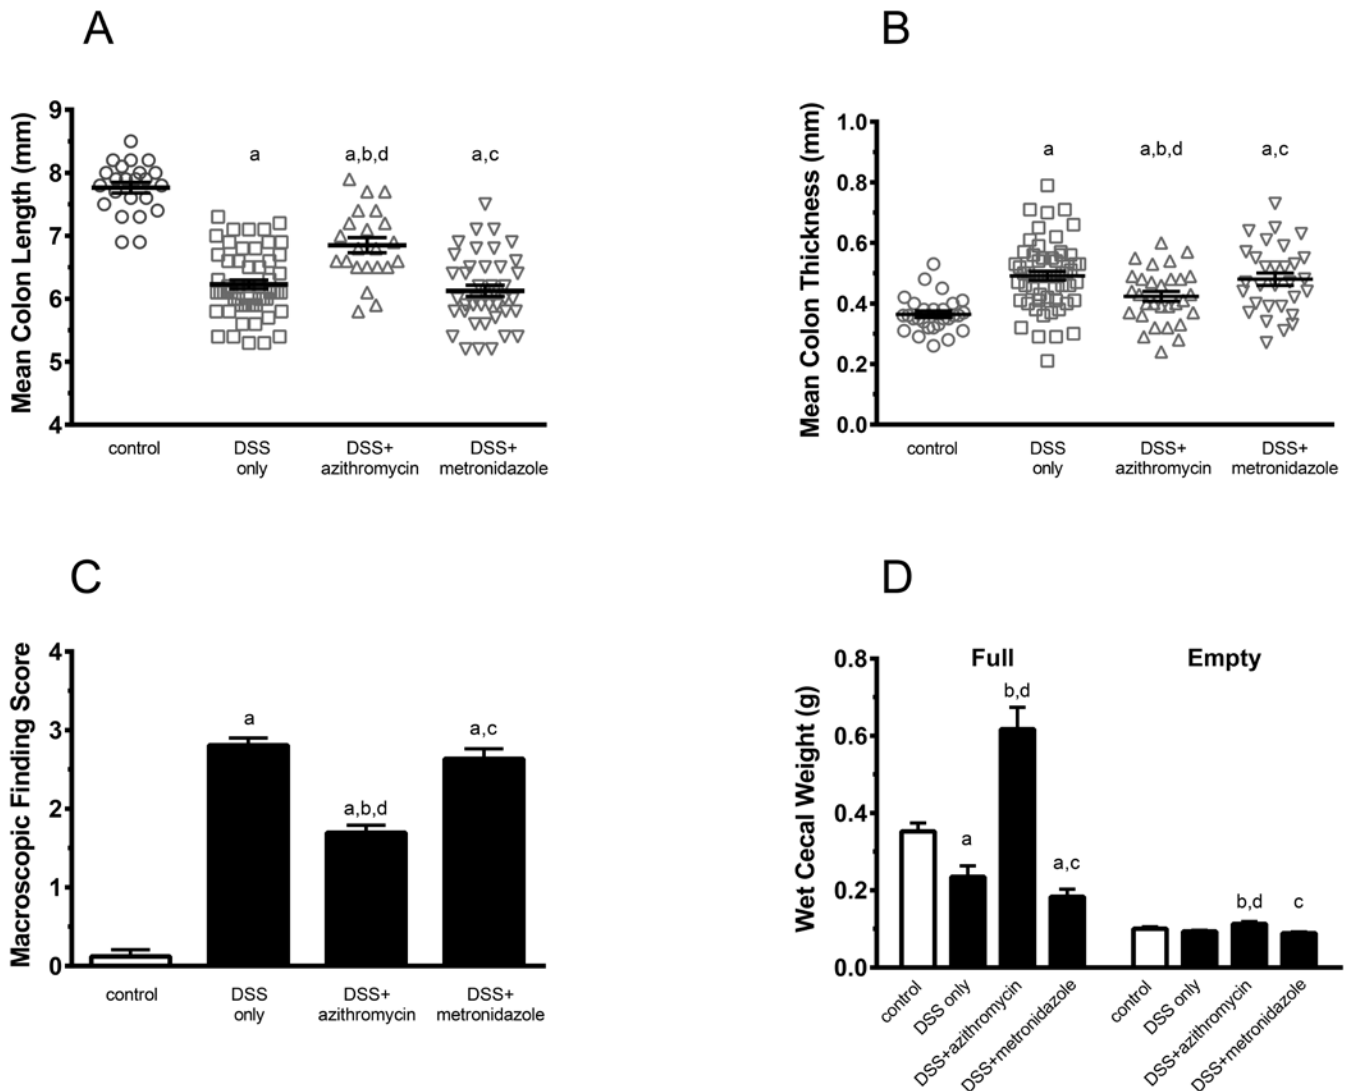 A
Mean Colon Length (mm)
9
8
7
6
5
4
a
a,b,d
a,c
control
DSS
only
DSS+
azithromycin
DSS+
metronidazole
B
Mean Colon Thickness (mm)
1.0
0.8
0.6
0.4
0.2
0.0
a
a,b,d
a,c
control
DSS
only
DSS+
azithromycin
DSS+
metronidazole
C
Macroscopic Finding Score
4
3
2
1
0
a
a,b,d
a,c
control
DSS
only
DSS+
azithromycin
DSS+
metronidazole
D
Wet Cecal Weight (g)
0.8
0.6
0.4
0.2
0.0
Full
Empty
a
b,d
a,c
b,d
c
control
DSS only
DSS+azithromycin
DSS+metronidazole
control
DSS only
DSS+azithromycin
DSS+metronidazole